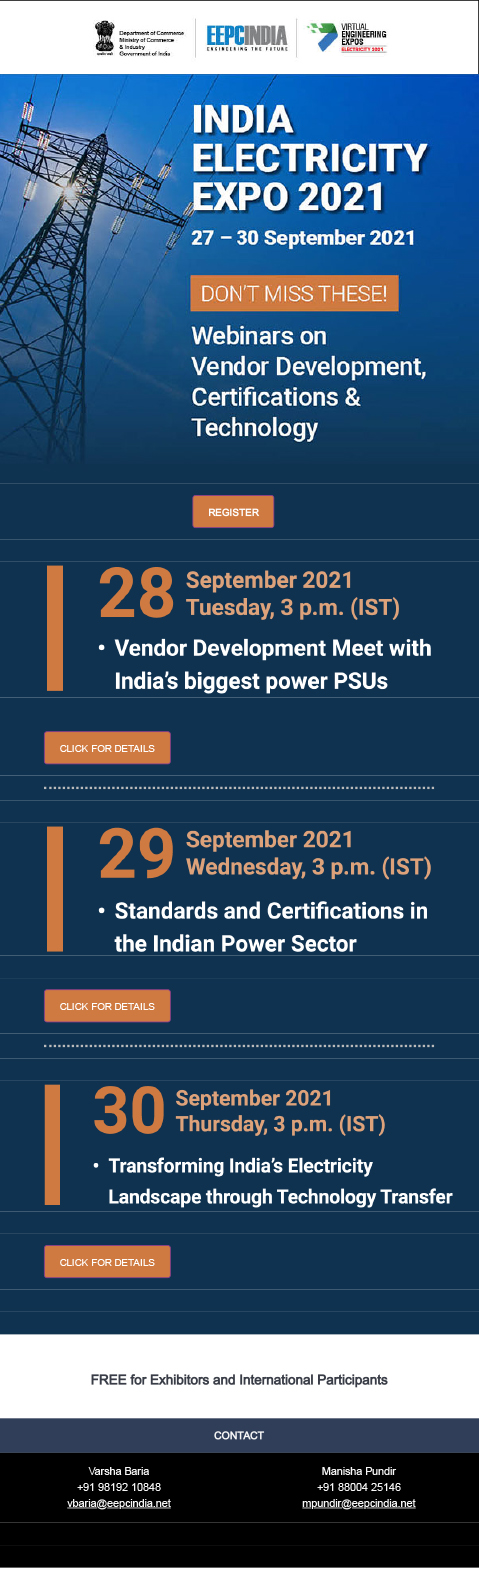 Department of Commerce
Ministry of Commerce
& Industry
Government of India
EEPCINDIA
ENGINEERING THE FUTURE
VIRTUAL
ENGINEERING
EXPOS
ELECTRICITY 2021
INDIA
ELECTRICITY
EXPO 2021
27 – 30 September 2021
DON'T MISS THESE!
Webinars on
Vendor Development,
Certifications &
Technology
REGISTER
28 September 2021
Tuesday, 3 p.m. (IST)
• Vendor Development Meet with
India's biggest power PSUs
CLICK FOR DETAILS
29 September 2021
Wednesday, 3 p.m. (IST)
• Standards and Certifications in
the Indian Power Sector
CLICK FOR DETAILS
30 September 2021
Thursday, 3 p.m. (IST)
• Transforming India's Electricity
Landscape through Technology Transfer
CLICK FOR DETAILS
FREE for Exhibitors and International Participants
CONTACT
Varsha Baria
+91 98192 10848
vbaria@eepcindia.net
Manisha Pundir
+91 88004 25146
mpundir@eepcindia.net